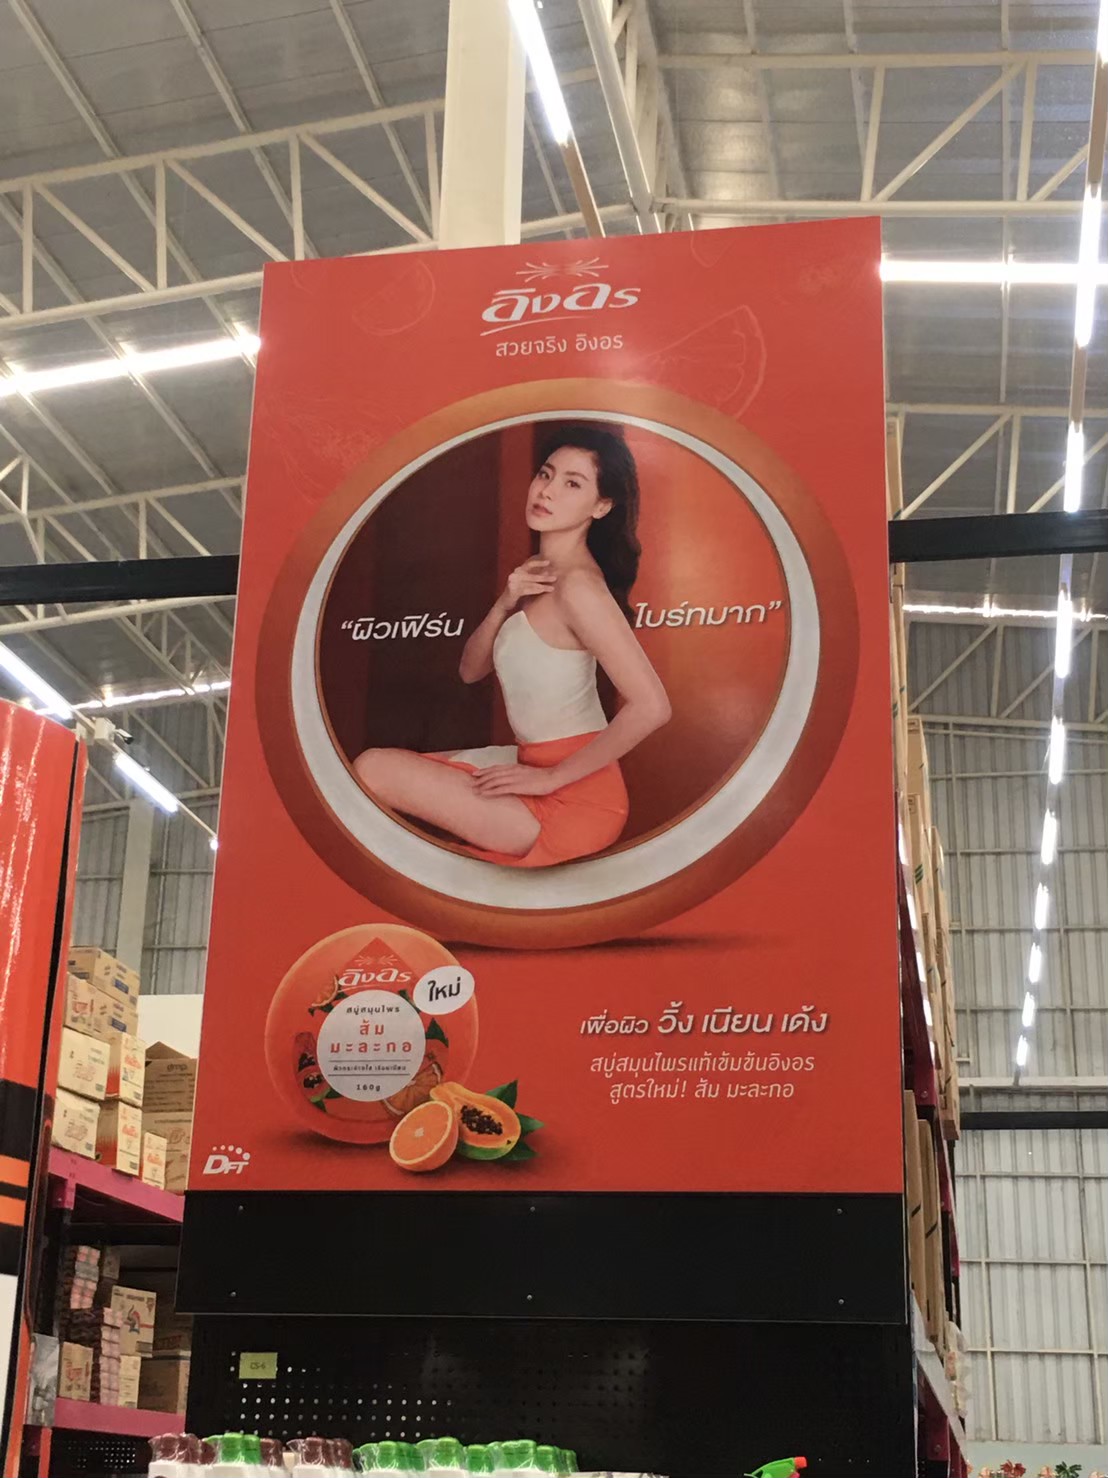 อิงอร
สวยจริง อิงอร
“ผิวเฟิร์น
ไบร์ทมาก”
อิงอร
ใหม่
สบู่สมุนไพร
ส้ม
มะละกอ
160g
เพื่อผิว วิ้ง เนียน เด้ง
สบู่สมุนไพรแท้เข้มข้นอิงอร
สูตรใหม่! ส้ม มะละกอ
DFT